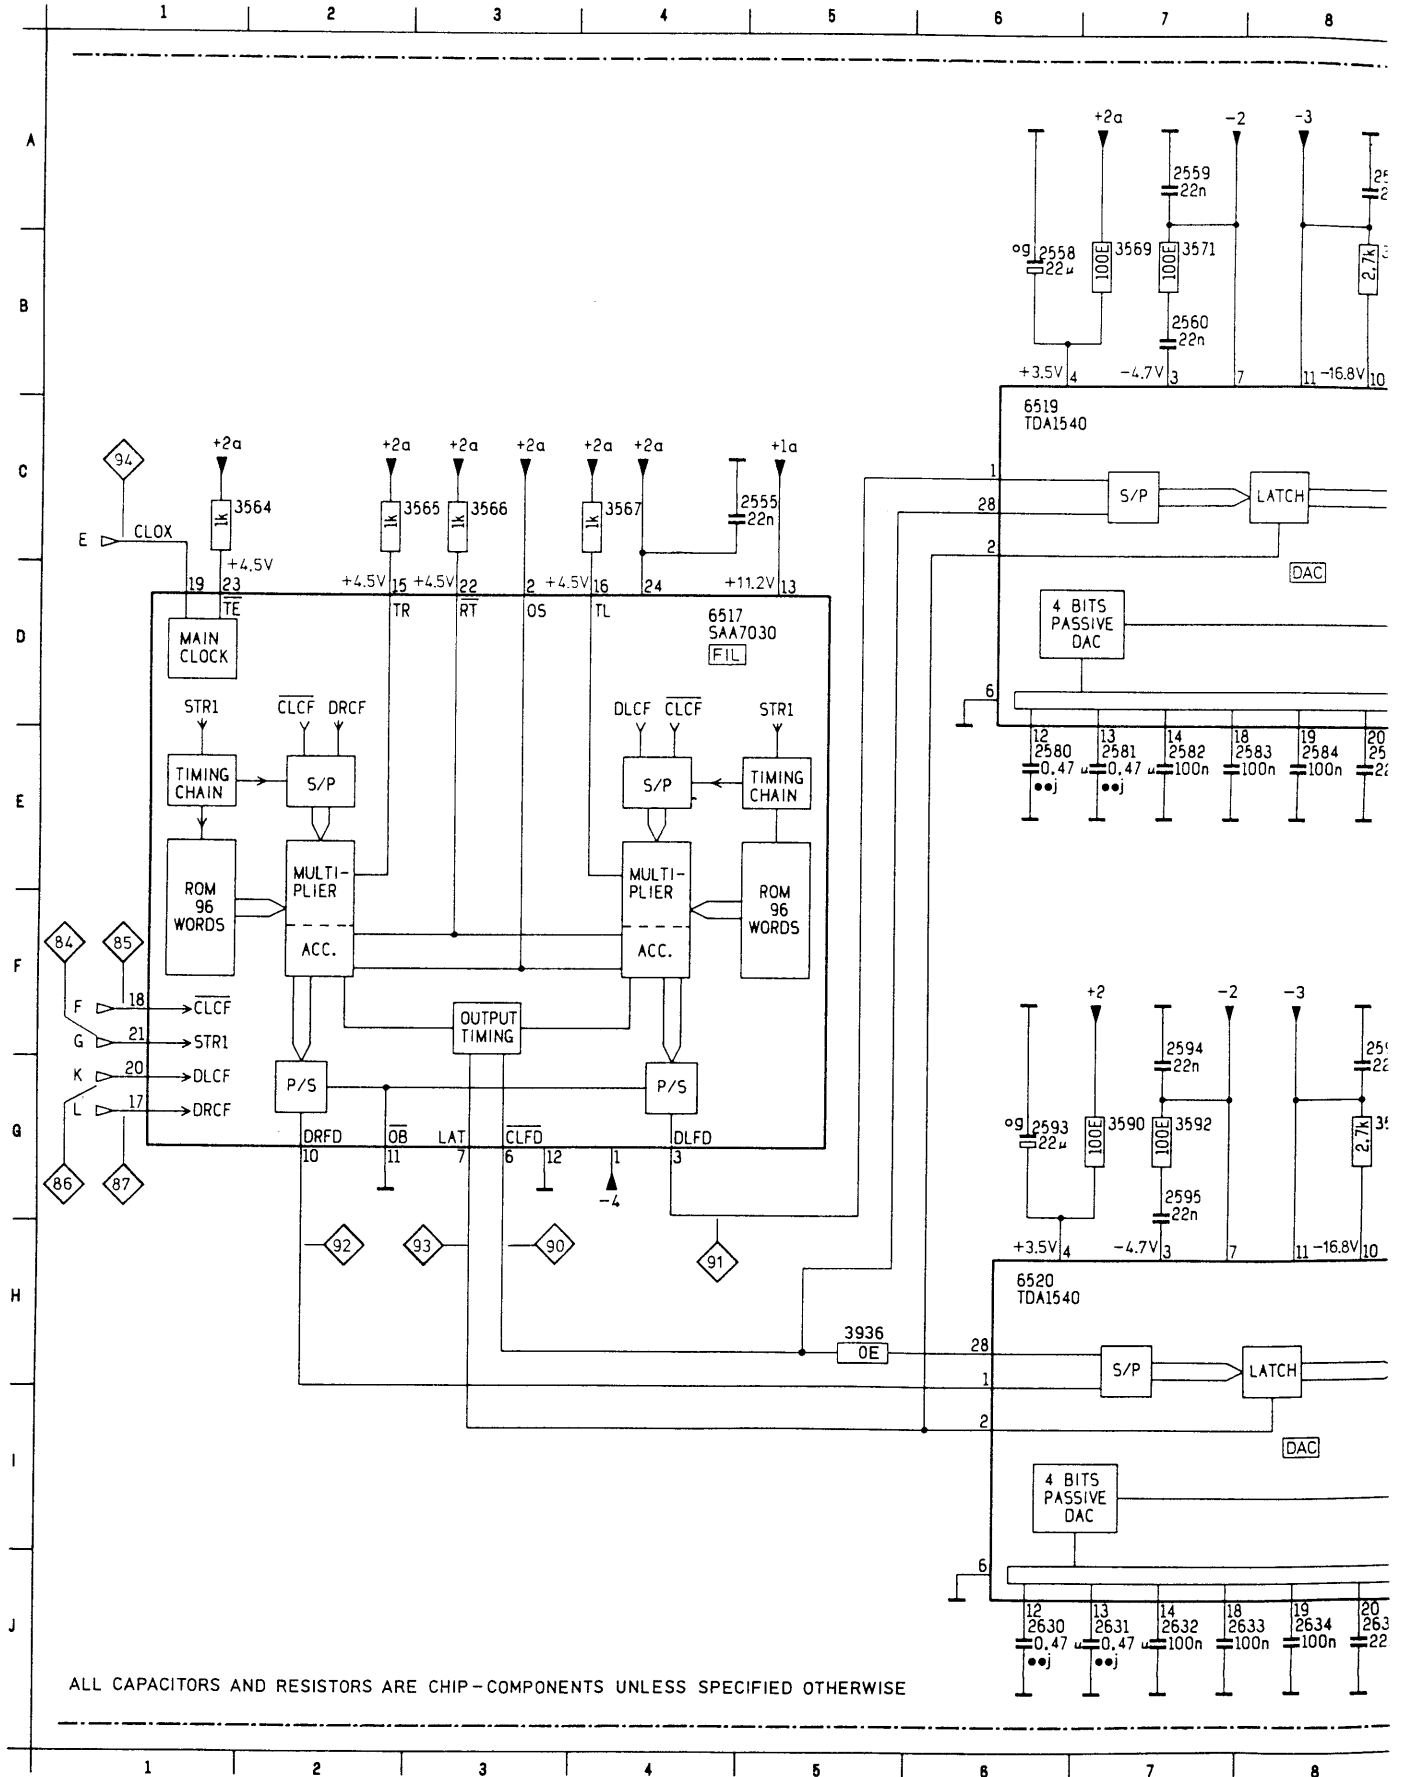 1 2 3 4 5 6 7 8
A
+2a -2 -3
2559
22n
B
og 2558
22µ
100E 3569
100E 3571
2.7k
2560
22n
+3.5V 4 -4.7V 3 7 11 -16.8V 10
6519
TDA1540
C
94
+2a +2a +2a +2a +2a +2a +1a
1k 3564
1k 3565
1k 3566
1k 3567
2555
22n
1
28
2
S/P
LATCH
DAC
E CLOX
+4.5V
19 23 +4.5V 15 +4.5V 22 2 +4.5V 16 24 +11.2V 13
TE TR RT OS TL
D
MAIN
CLOCK
6517
SAA7030
FIL
4 BITS
PASSIVE
DAC
6
STR1 CLCF DRCF DLCF CLCF STR1
12 13 14 18 19 20
2580 2581 2582 2583 2584
0.47 µ 0.47 µ 100n 100n 100n
●●j ●●j
E
TIMING
CHAIN
S/P
S/P
TIMING
CHAIN
ROM
96
WORDS
MULTI-
PLIER
ACC.
MULTI-
PLIER
ACC.
ROM
96
WORDS
F
84 85
F 18 CLCF
G 21 STR1
K 20 DLCF
L 17 DRCF
OUTPUT
TIMING
P/S
P/S
G
86 87
DRFD OB LAT CLFD DLFD
10 11 7 6 12 1 3
-4
92 93 90 91
+2 -2 -3
2594
22n
og 2593
22µ
100E 3590
100E 3592
2.7k
2595
22n
+3.5V 4 -4.7V 3 7 11 -16.8V 10
H
6520
TDA1540
3936
0E
28
1
2
S/P
LATCH
DAC
I
4 BITS
PASSIVE
DAC
6
J
12 13 14 18 19 20
2630 2631 2632 2633 2634
0.47 µ 0.47 µ 100n 100n 100n
●●j ●●j
ALL CAPACITORS AND RESISTORS ARE CHIP-COMPONENTS UNLESS SPECIFIED OTHERWISE
1 2 3 4 5 6 7 8